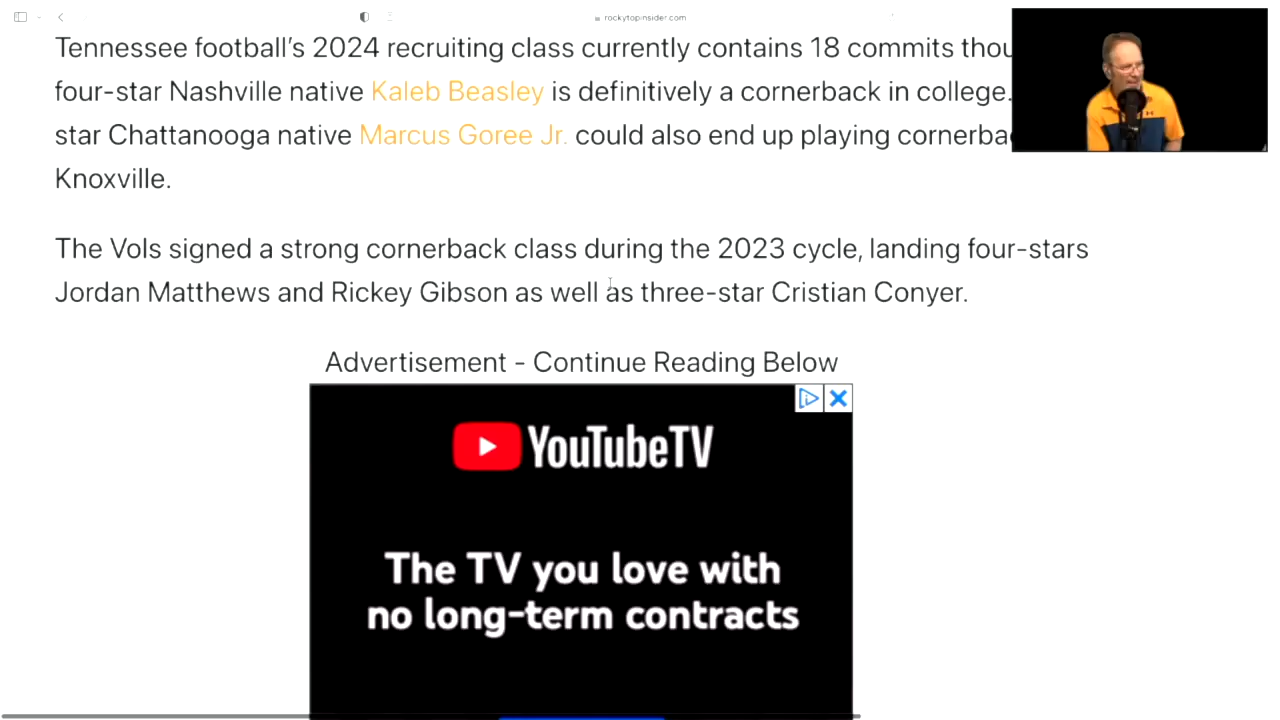 rockytopinsider.com
Tennessee football’s 2024 recruiting class currently contains 18 commits
four-star Nashville native Kaleb Beasley is definitively a cornerback in college.
star Chattanooga native Marcus Goree Jr. could also end up playing
Knoxville.
The Vols signed a strong cornerback class during the 2023 cycle, landing four-stars
Jordan Matthews and Rickey Gibson as well as three-star Cristian Conyer.
Advertisement - Continue Reading Below
YouTubeTV
The TV you love with
no long-term contracts